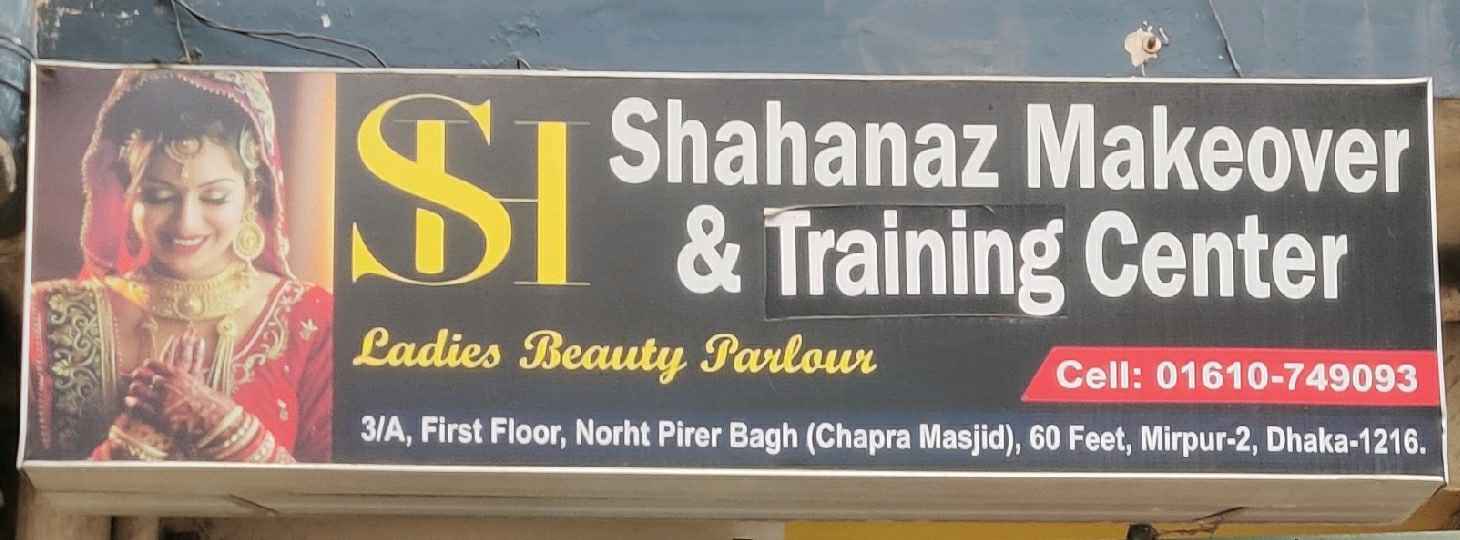 SH
Shahanaz Makeover
& Training Center
Ladies Beauty Parlour
Cell: 01610-749093
3/A, First Floor, Norht Pirer Bagh (Chapra Masjid), 60 Feet, Mirpur-2, Dhaka-1216.